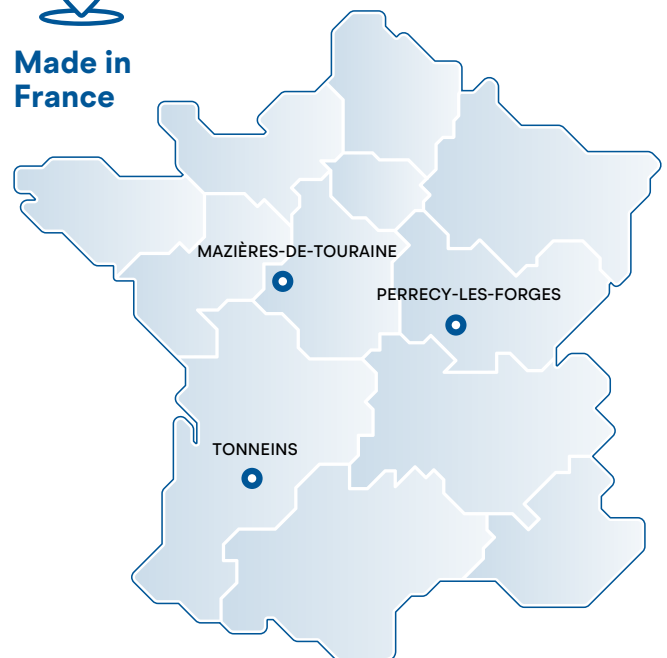 Made in
France
MAZIÈRES-DE-TOURAINE
PERRECY-LES-FORGES
TONNEINS